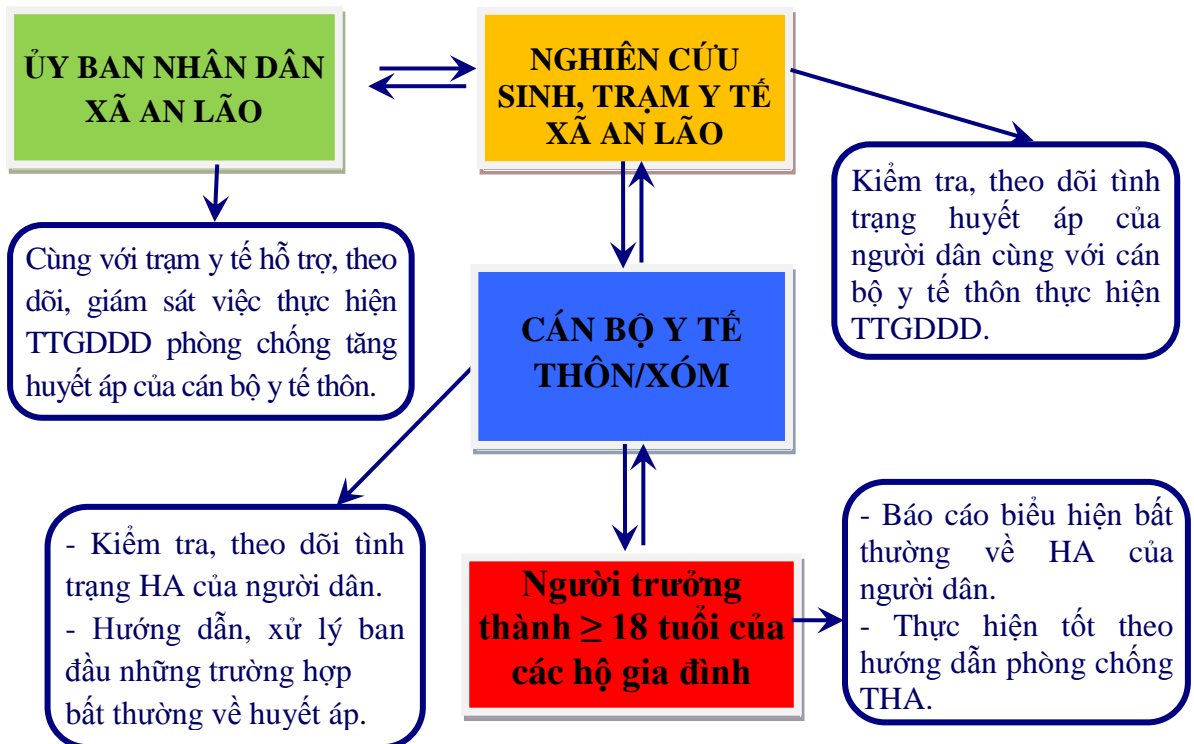 ỦY BAN NHÂN DÂN
XÃ AN LÃO
NGHIÊN CỨU
SINH, TRẠM Y TẾ
XÃ AN LÃO
Kiểm tra, theo dõi tình
trạng huyết áp của
người dân cùng với cán
bộ y tế thôn thực hiện
TTGDDD.
Cùng với trạm y tế hỗ trợ, theo
dõi, giám sát việc thực hiện
TTGDDD phòng chống tăng
huyết áp của cán bộ y tế thôn.
CÁN BỘ Y TẾ
THÔN/XÓM
- Kiểm tra, theo dõi tình
trạng HA của người dân.
- Hướng dẫn, xử lý ban
đầu những trường hợp
bất thường về huyết áp.
Người trưởng
thành ≥ 18 tuổi của
các hộ gia đình
- Báo cáo biểu hiện bất
thường về HA của
người dân.
- Thực hiện tốt theo
hướng dẫn phòng chống
THA.